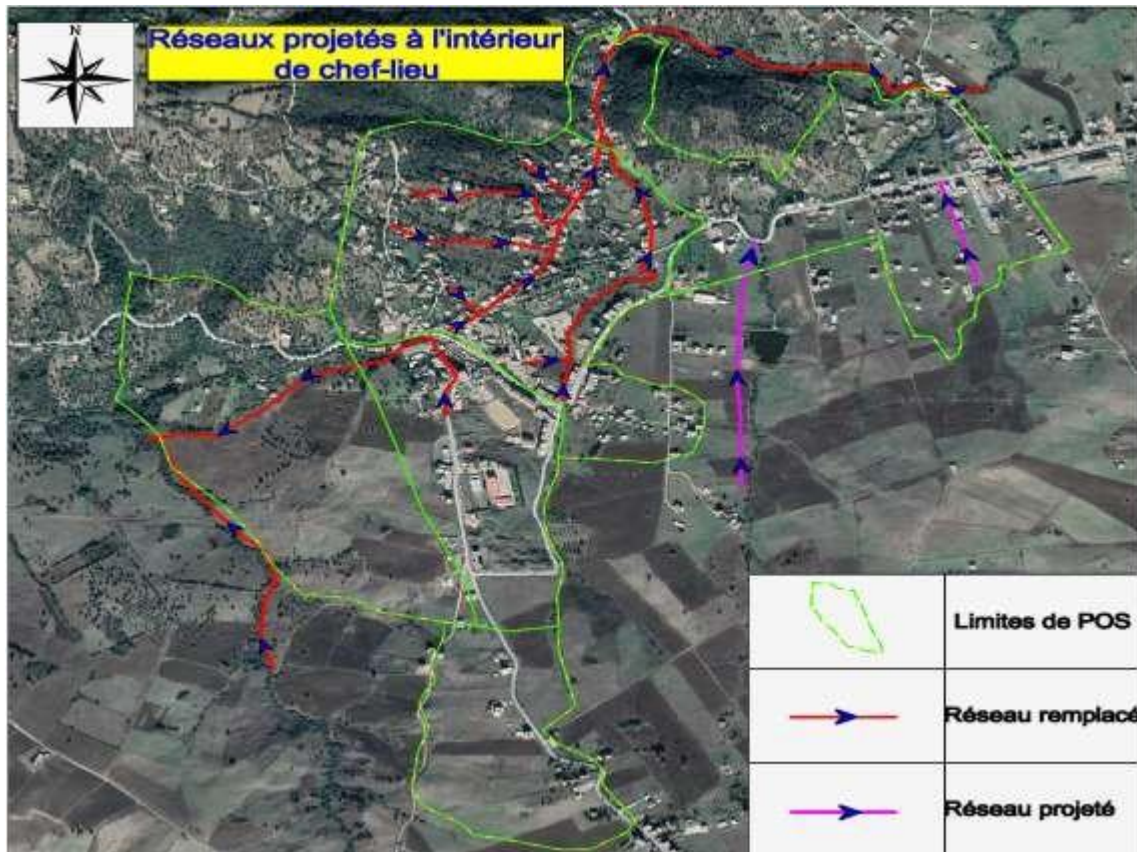 N
Réseaux projetés à l'intérieur
de chef-lieu
Limites de POS
Réseau remplacé
Réseau projeté